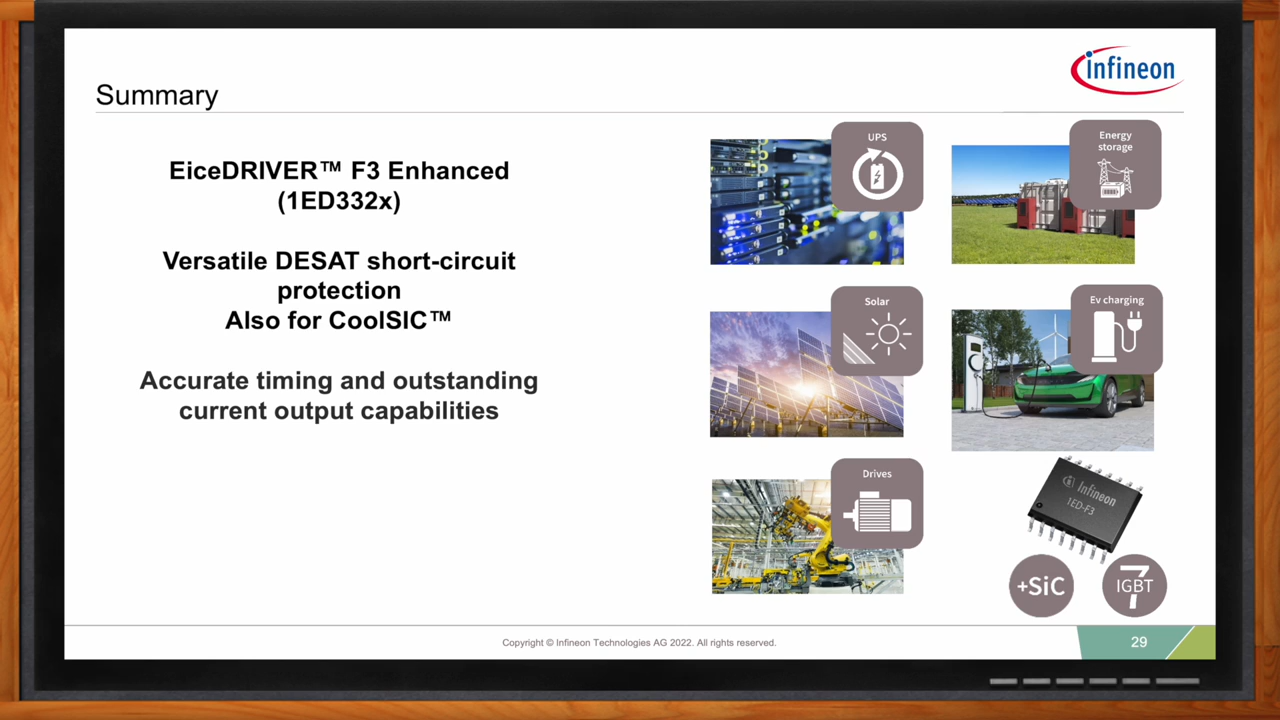 infineon
Summary
EiceDRIVER™ F3 Enhanced
(1ED332x)
Versatile DESAT short-circuit
protection
Also for CoolSIC™
Accurate timing and outstanding
current output capabilities
UPS
Energy
storage
Solar
Ev charging
Drives
Infineon
1ED-F3
+SiC
7
IGBT
Copyright © Infineon Technologies AG 2022. All rights reserved.
29